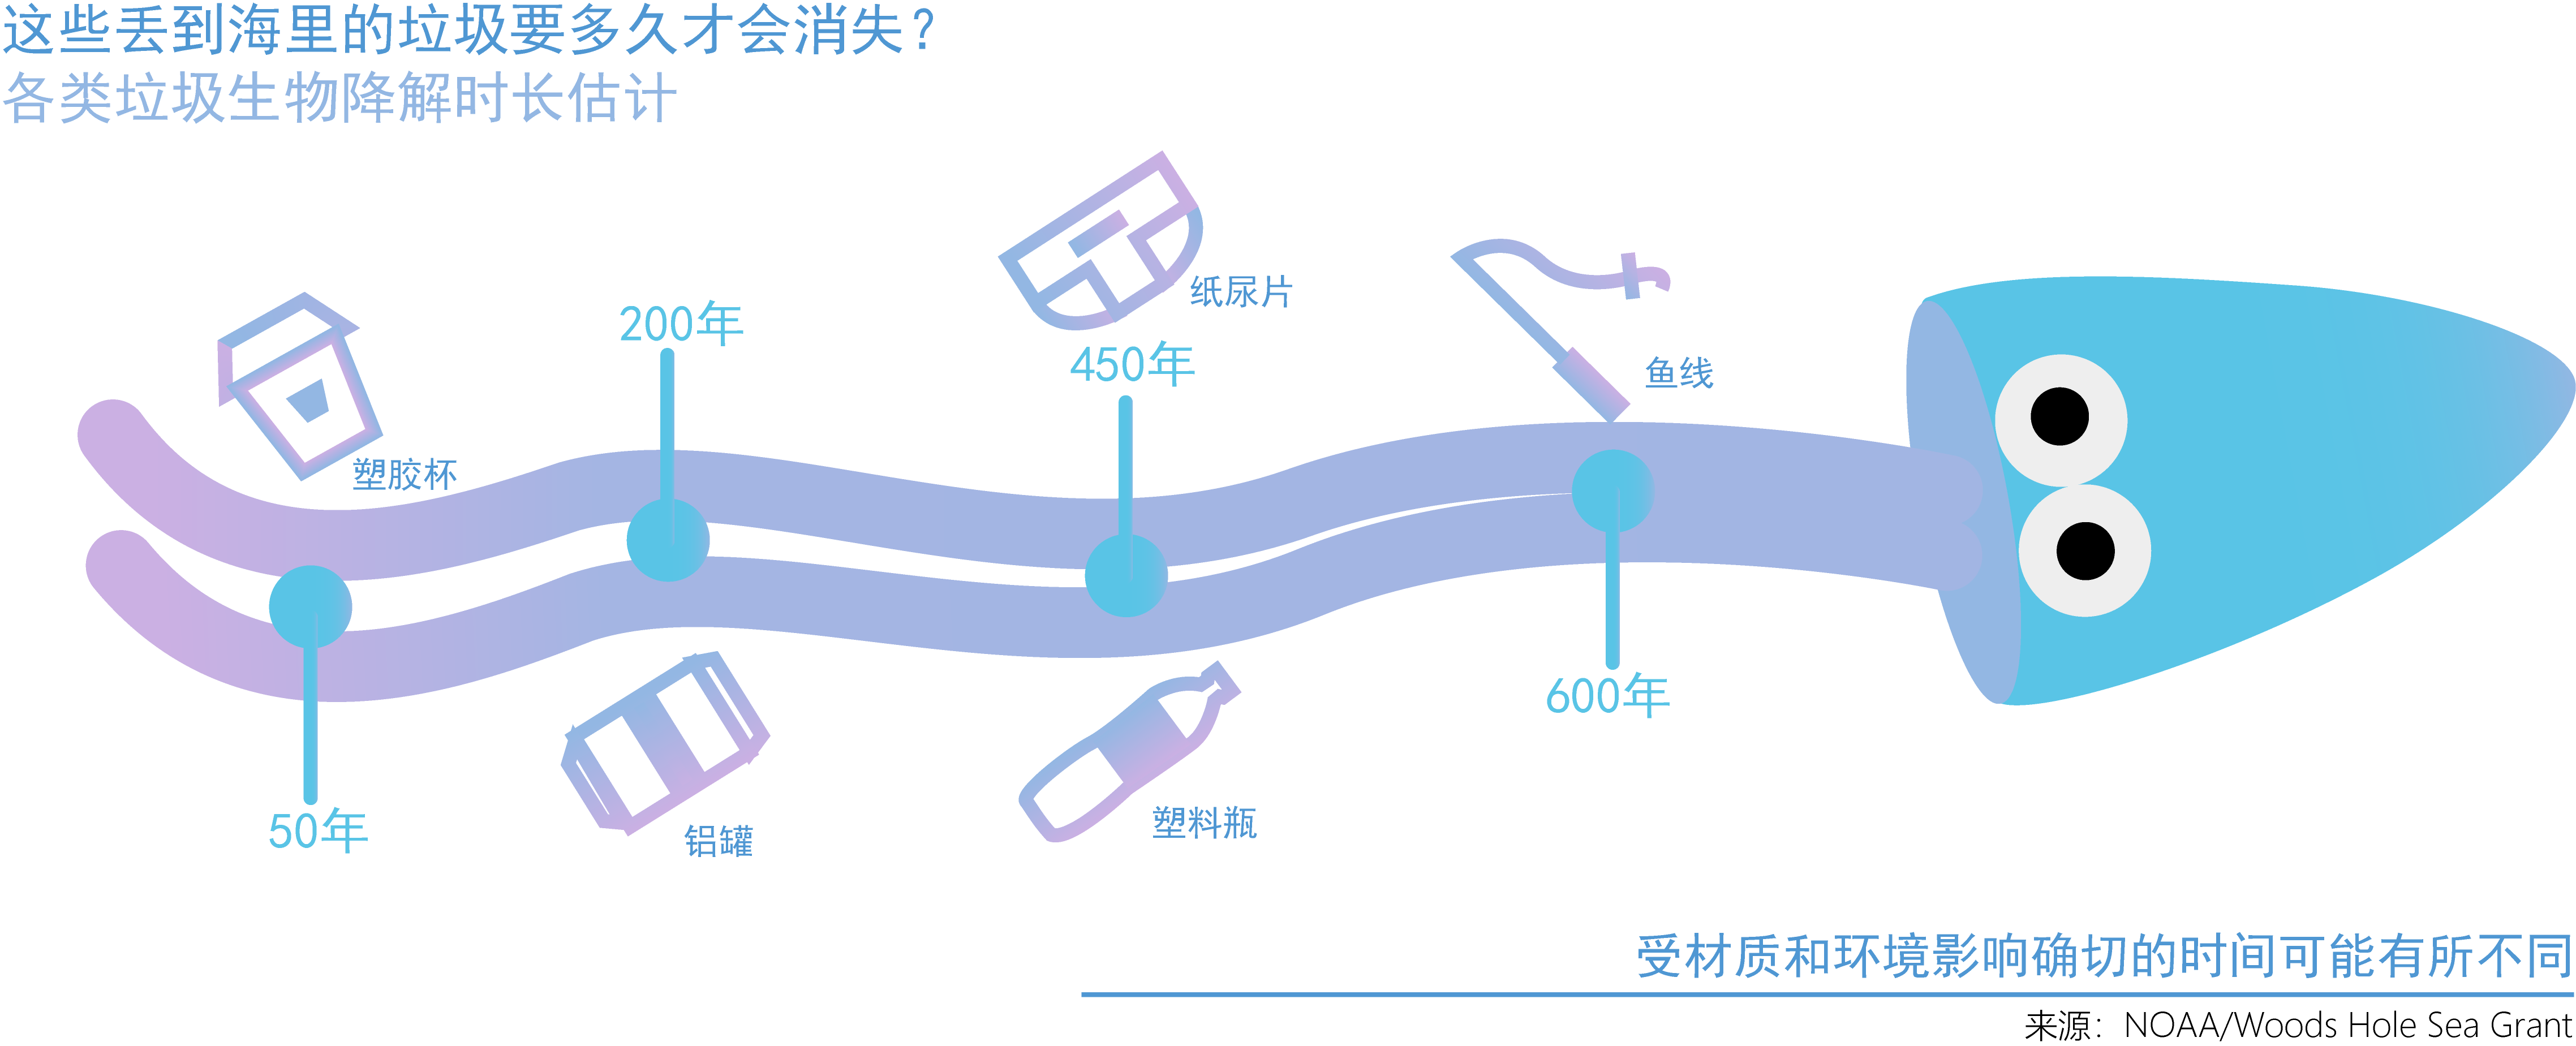 这些丢到海里的垃圾要多久才会消失？
各类垃圾生物降解时长估计
塑胶杯
50年
200年
铝罐
纸尿片
450年
塑料瓶
鱼线
600年
受材质和环境影响确切的时间可能有所不同
来源：NOAA/Woods Hole Sea Grant